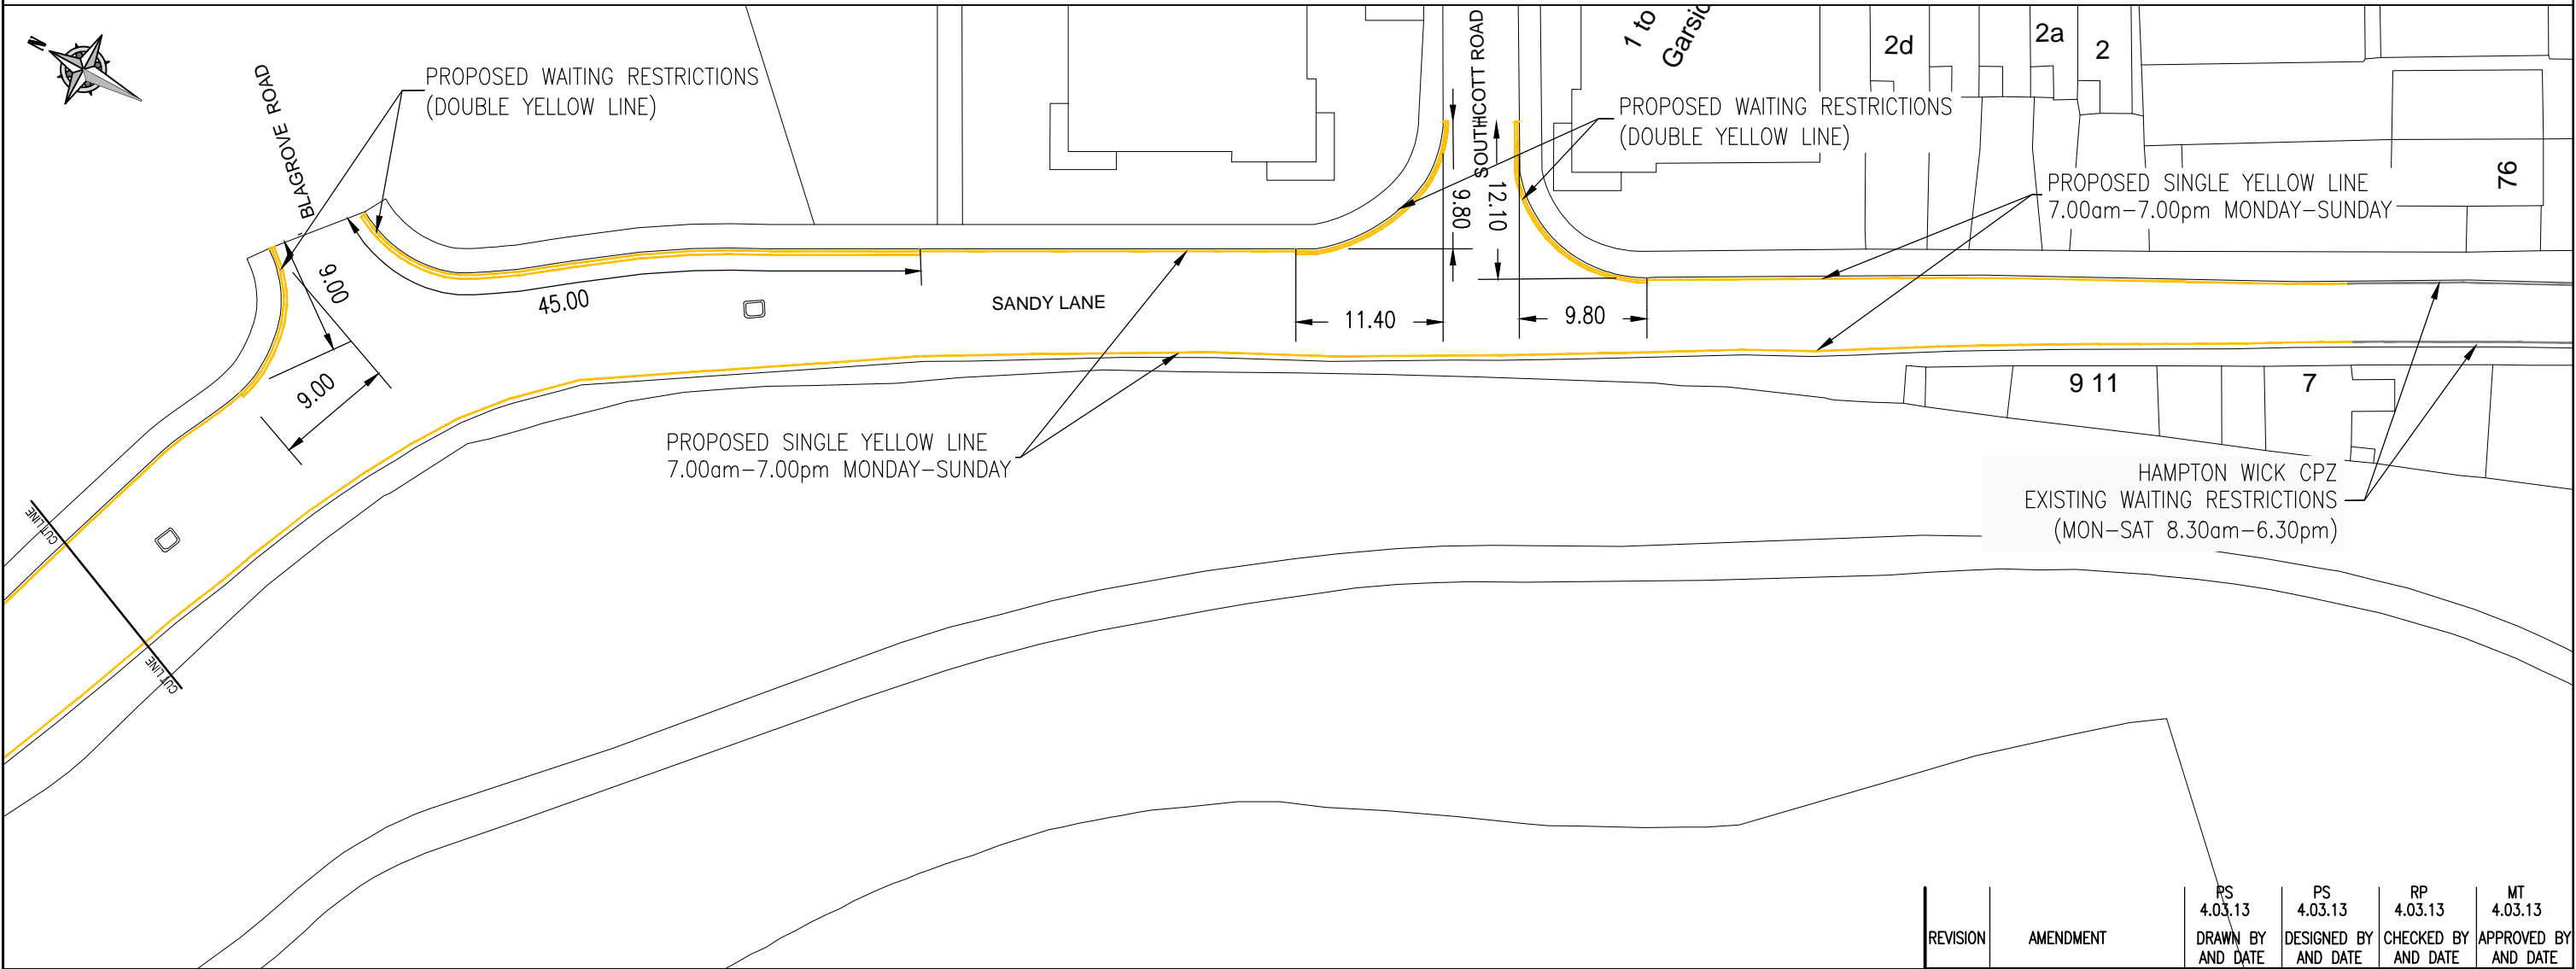 N
BLAGROVE ROAD
PROPOSED WAITING RESTRICTIONS
(DOUBLE YELLOW LINE)
SOUTHCOTT ROAD
1 to
Garsid
2d
2a
2
PROPOSED WAITING RESTRICTIONS
(DOUBLE YELLOW LINE)
PROPOSED SINGLE YELLOW LINE
7.00am-7.00pm MONDAY-SUNDAY
76
9.00
9.80
12.10
45.00
SANDY LANE
11.40
9.80
9.00
9 11
7
PROPOSED SINGLE YELLOW LINE
7.00am-7.00pm MONDAY-SUNDAY
HAMPTON WICK CPZ
EXISTING WAITING RESTRICTIONS
(MON-SAT 8.30am-6.30pm)
CUT LINE
CUT LINE
REVISION
AMENDMENT
PS
4.03.13
DRAWN BY
AND DATE
PS
4.03.13
DESIGNED BY
AND DATE
RP
4.03.13
CHECKED BY
AND DATE
MT
4.03.13
APPROVED BY
AND DATE